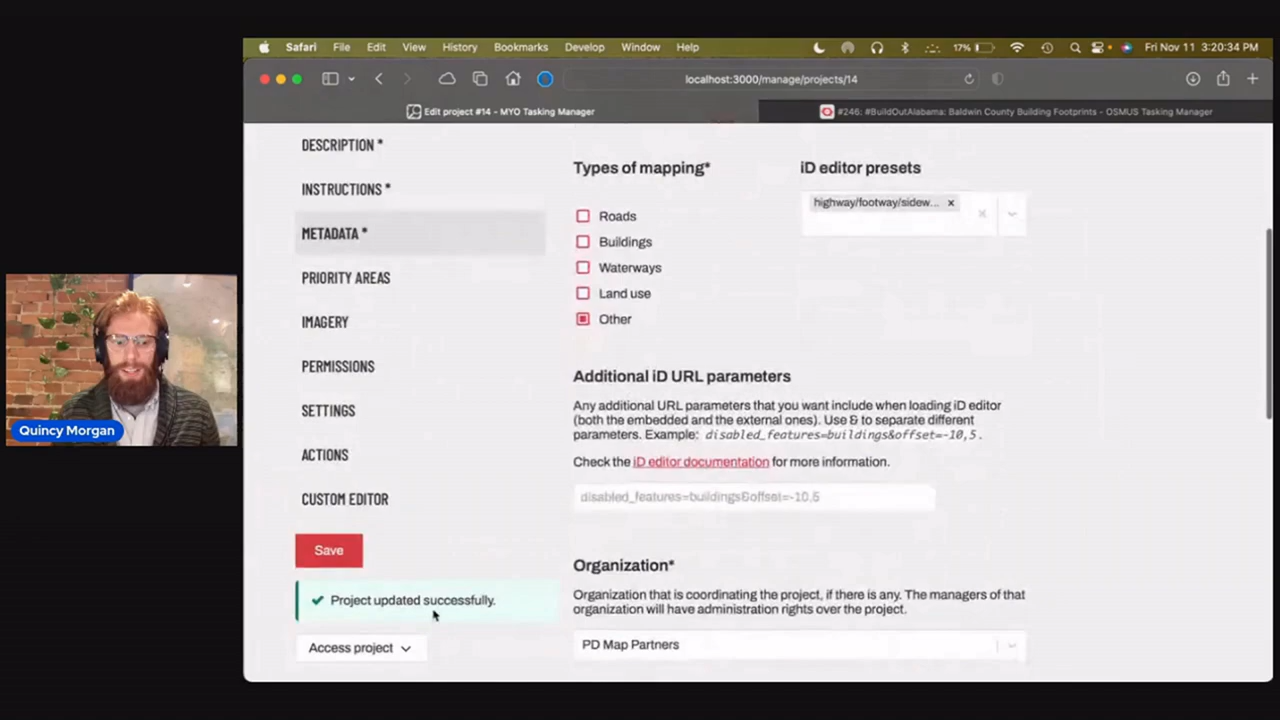 Safari File Edit View History Bookmarks Develop Window Help 17% Fri Nov 11 3:20:34 PM
localhost:3000/manage/projects/14
Edit project #14 - MYO Tasking Manager
#246: #BuildOutAlabama: Baldwin County Building Footprints - OSMUS Tasking Manager
DESCRIPTION *
INSTRUCTIONS *
METADATA *
PRIORITY AREAS
IMAGERY
PERMISSIONS
SETTINGS
ACTIONS
CUSTOM EDITOR
Save
Project updated successfully.
Access project
Types of mapping*
Roads
Buildings
Waterways
Land use
Other
iD editor presets
highway/footway/sidew... ×
Additional iD URL parameters
Any additional URL parameters that you want include when loading iD editor
(both the embedded and the external ones). Use & to separate different
parameters. Example: disabled_features=buildings&offset=-10,5.
Check the iD editor documentation for more information.
disabled_features=buildings&offset=-10,5
Organization*
Organization that is coordinating the project, if there is any. The managers of that
organization will have administration rights over the project.
PD Map Partners
Quincy Morgan